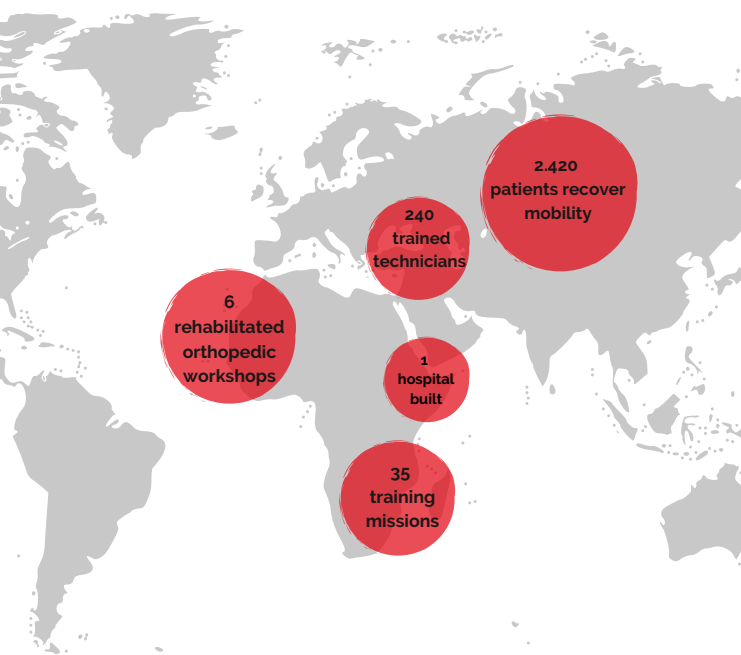 2.420
patients recover
mobility
240
trained
technicians
6
rehabilitated
orthopedic
workshops
1
hospital
built
35
training
missions